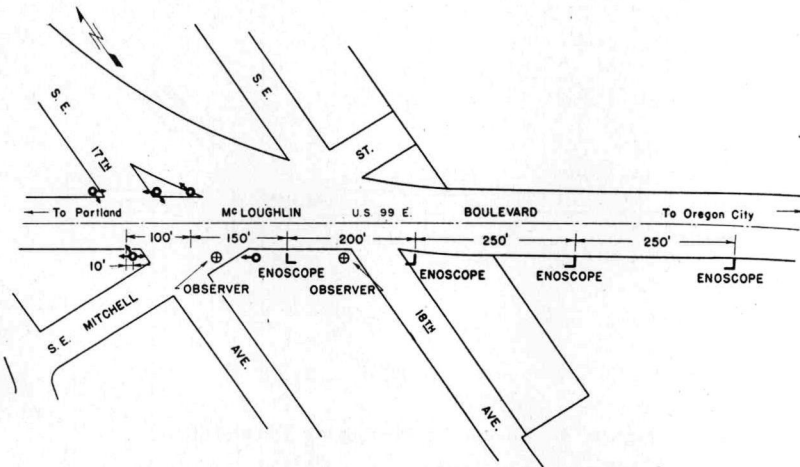 N
S. E.
S. E.
17TH
ST.
To Portland
McLOUGHLIN
U.S. 99 E.
BOULEVARD
To Oregon City
100'
150'
200'
250'
250'
10'
ENOSCOPE
ENOSCOPE
ENOSCOPE
ENOSCOPE
OBSERVER
OBSERVER
S. E. MITCHELL
18TH
AVE.
AVE.